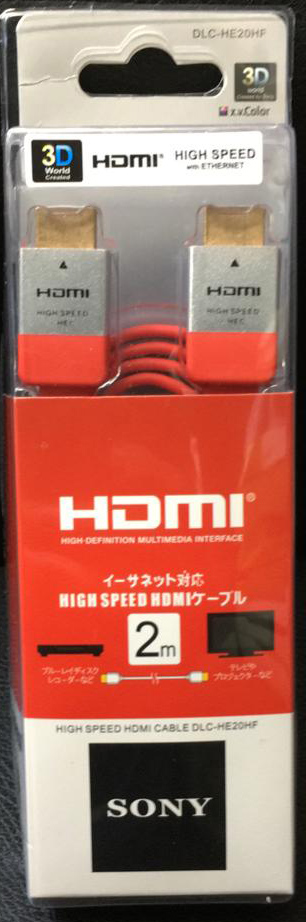 DLC-HE20HF
3D
World
Created by Sony
x.v.Color
3D
World
Created
HDMI®
HIGH SPEED
with ETHERNET
HDMI
HIGH SPEED
HEC
HDMI
HIGH SPEED
HEC
HDMI®
HIGH-DEFINITION MULTIMEDIA INTERFACE
イーサネット対応
HIGH SPEED HDMIケーブル
2m
ブルーレイディスク
レコーダーなど
テレビや
プロジェクターなど
HIGH SPEED HDMI CABLE DLC-HE20HF
SONY